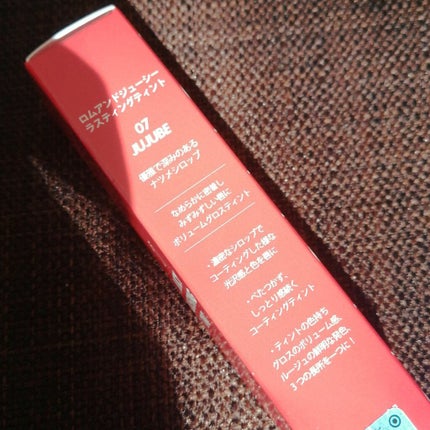 ロムアンドジューシー
ラスティングティント
07
JUJUBE
優雅で深みのある
ナツメシロップ
なめらかに密着し
みずみずしい唇に
ボリュームグロスティント
・濃密なシロップで
コーティングした様な
光沢感と色を唇に
・べたつかず、
しっとり感続く
コーティングティント
・ティントの色持ち
グロスのボリューム感、
ルージュの鮮明な発色、
3つの長所を一つに!